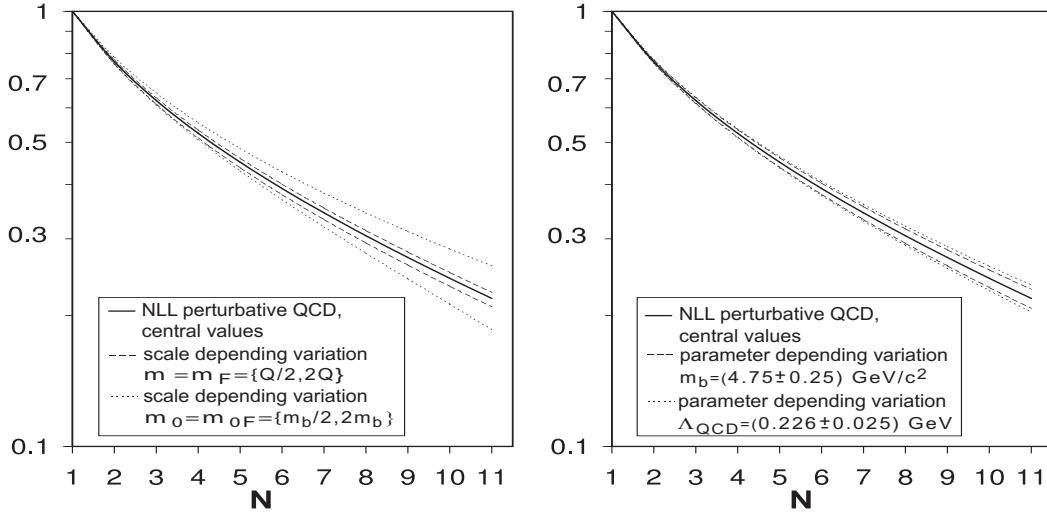 1
0.7
0.5
0.3
0.1
NLL perturbative QCD,
central values
scale depending variation
m = m F={Q/2,2Q}
scale depending variation
m 0=m 0F={mb/2,2mb}
1 2 3 4 5 6 7 8 9 10 11
N
1
0.7
0.5
0.3
0.1
NLL perturbative QCD,
central values
parameter depending variation
mb=(4.75±0.25) GeV/c²
parameter depending variation
ΛQCD=(0.226±0.025) GeV
1 2 3 4 5 6 7 8 9 10 11
N